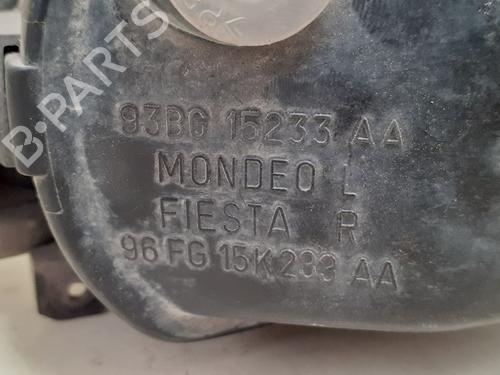 B-PARTS
93BG 15233 AA
MONDEO L
FIESTA R
96 FG 15K233 AA